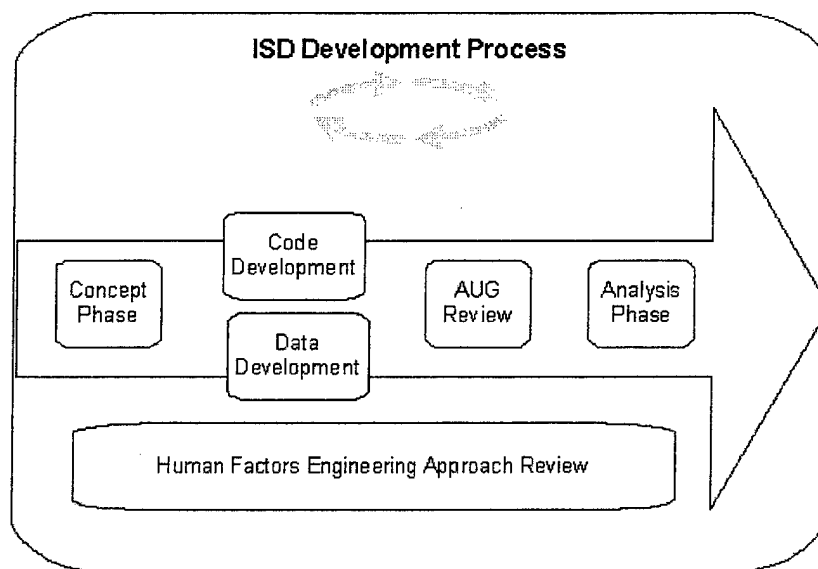 ISD Development Process
Code
Development
Concept
Phase
AUG
Review
Analysis
Phase
Data
Development
Human Factors Engineering Approach Review